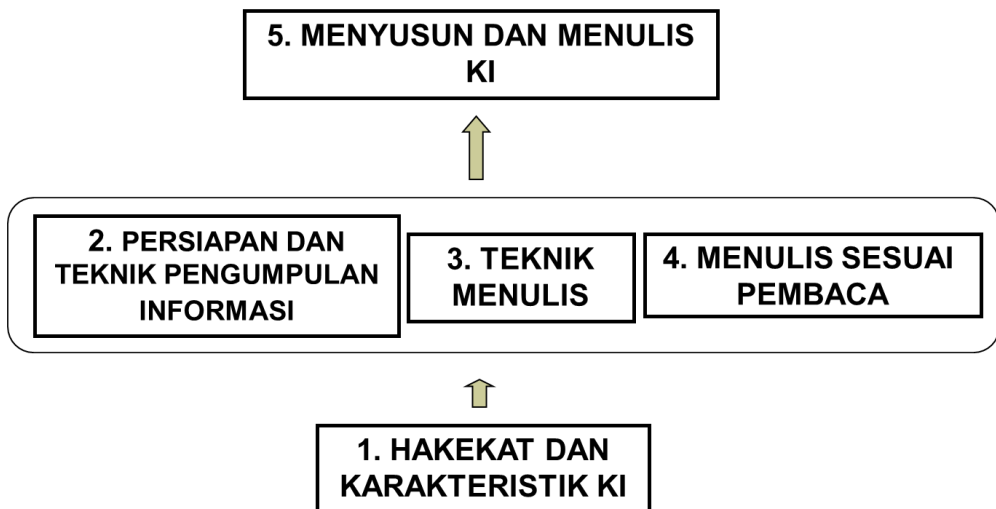 5. MENYUSUN DAN MENULIS
KI
2. PERSIAPAN DAN
TEKNIK PENGUMPULAN
INFORMASI
3. TEKNIK
MENULIS
4. MENULIS SESUAI
PEMBACA
1. HAKEKAT DAN
KARAKTERISTIK KI